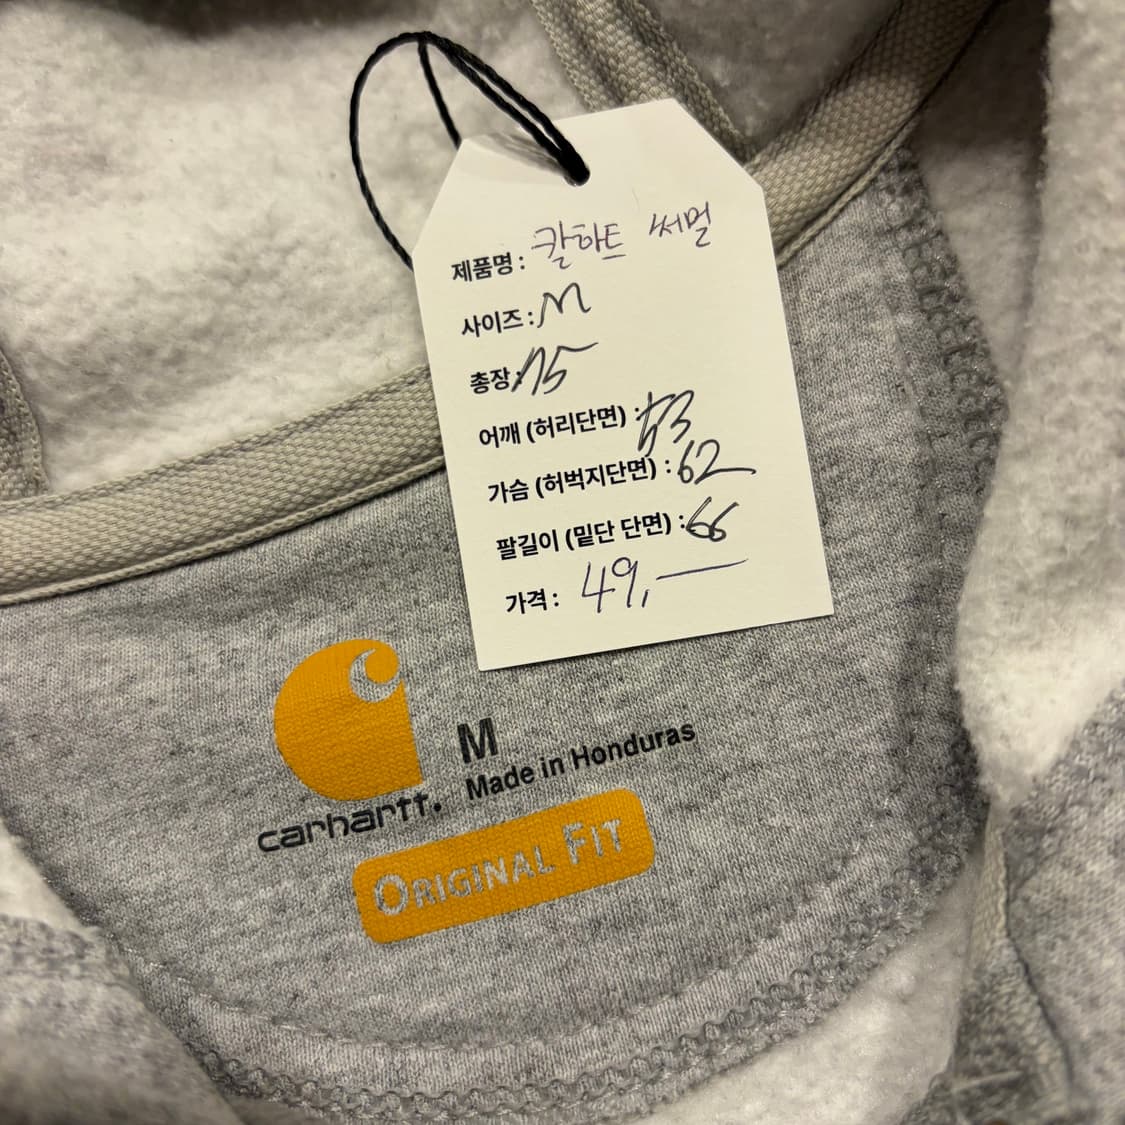 제품명 : 칼하트 써멀
사이즈 : M
총장 : 75
어깨 (허리단면) : 53
가슴 (허벅지단면) : 62
팔길이 (밑단 단면) : 66
가격 : 49,—
M
Made in Honduras
carhartt.
ORIGINAL FIT